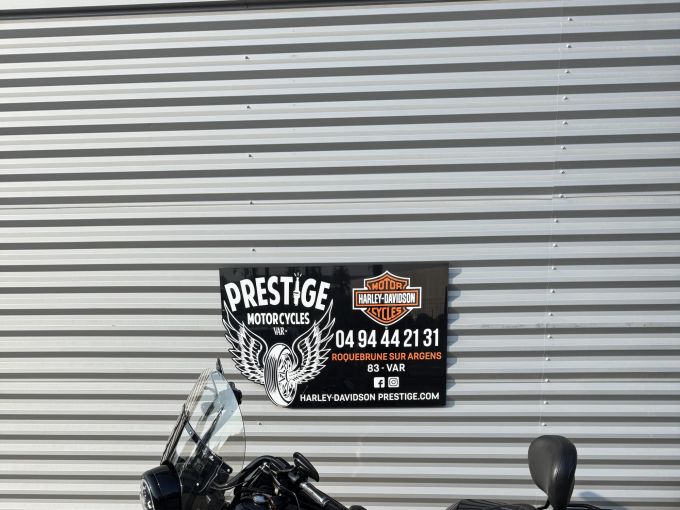 PRESTIGE
MOTORCYCLES
VAR
MOTOR
HARLEY-DAVIDSON
CYCLES
04 94 44 21 31
ROQUEBRUNE SUR ARGENS
83 - VAR
HARLEY-DAVIDSON PRESTIGE.COM